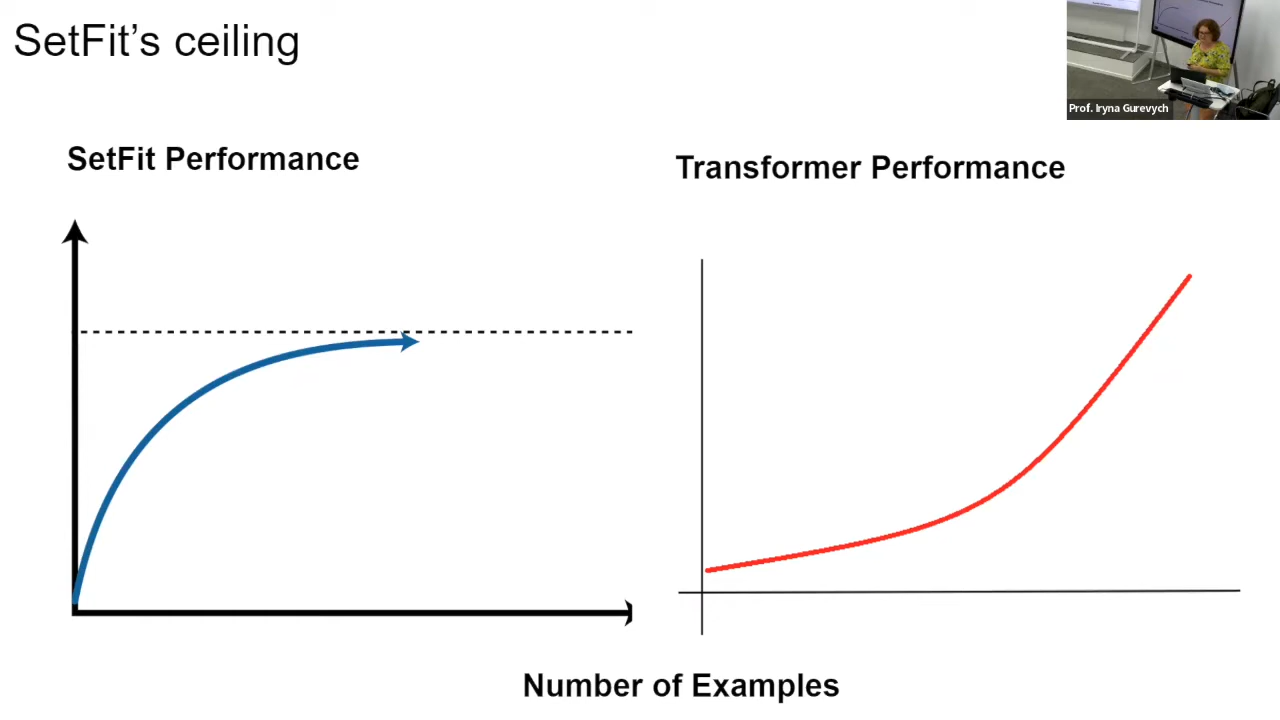 SetFit’s ceiling
Prof. Iryna Gurevych
SetFit Performance
Transformer Performance
Number of Examples